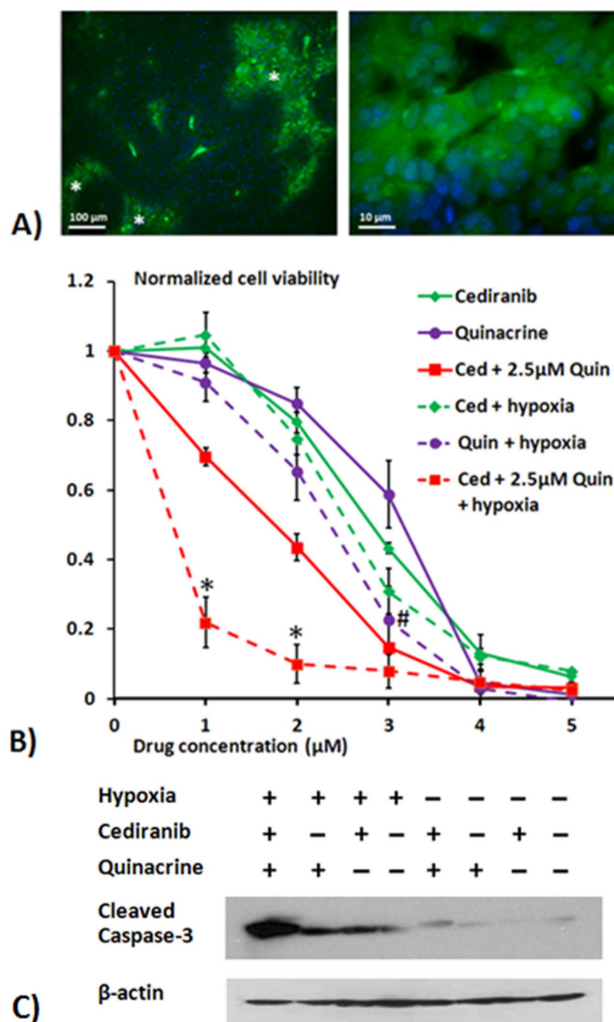 *
*
*
100 µm
10 µm
A)
1.2
Normalized cell viability
1
0.8
0.6
0.4
0.2
0
Cediranib
Quinacrine
Ced + 2.5µM Quin
Ced + hypoxia
Quin + hypoxia
Ced + 2.5µM Quin
+ hypoxia
*
*
#
0 1 2 3 4 5
B)
Drug concentration (µM)
Hypoxia + + + + − − − −
Cediranib + − + − + − + −
Quinacrine + + − − + + − −
Cleaved
Caspase-3
β-actin
C)